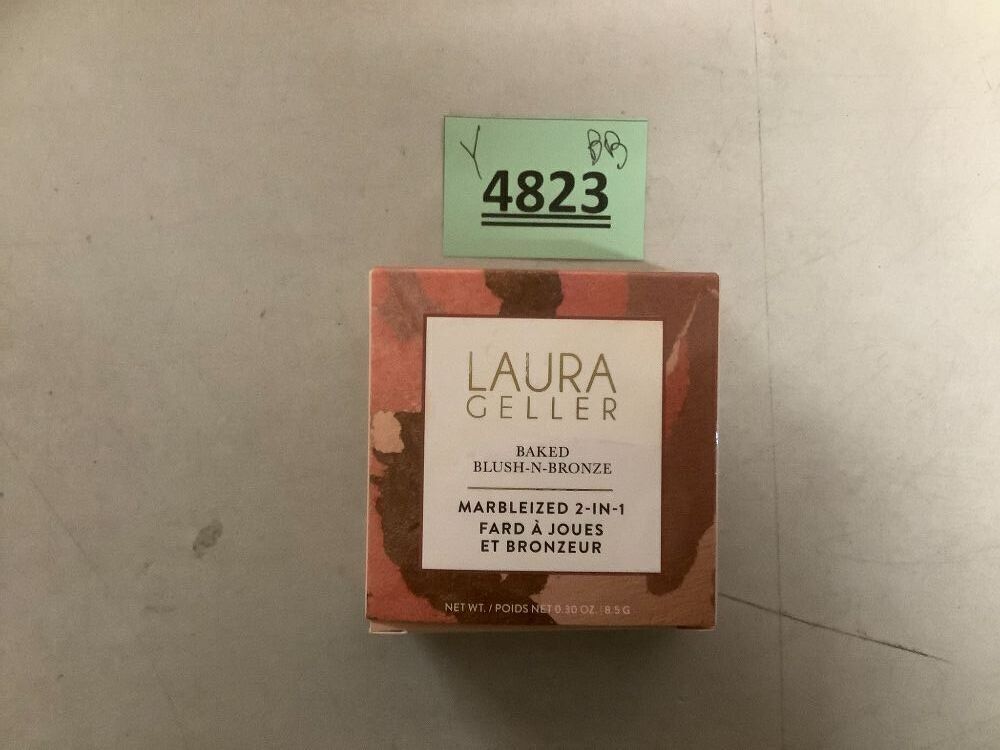 Y BB
4823
LAURA
GELLER
BAKED
BLUSH-N-BRONZE
MARBLEIZED 2-IN-1
FARD À JOUES
ET BRONZEUR
NET WT. / POIDS NET 0.30 OZ. | 8.5 G